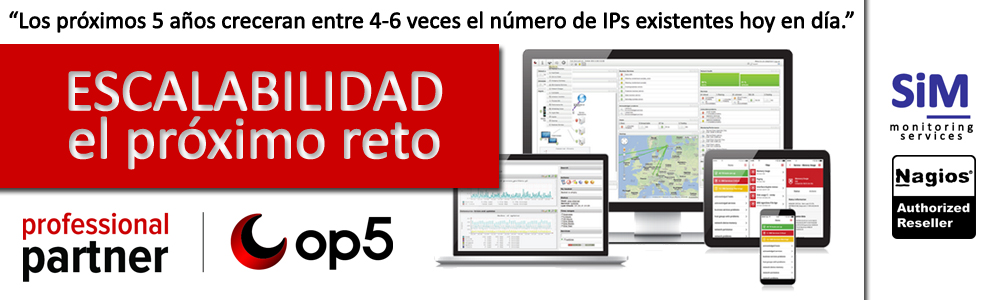 “Los próximos 5 años creceran entre 4-6 veces el número de IPs existentes hoy en día.”
ESCALABILIDAD
el próximo reto
professional
partner
op5
SiM
monitoring
services
Nagios®
Authorized
Reseller